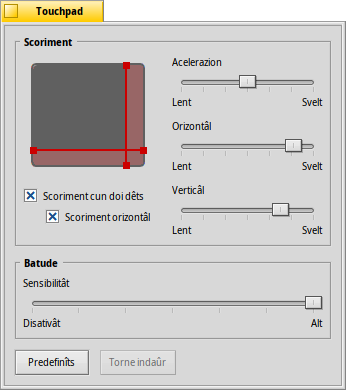 Touchpad
Scoriment
Acelerazion
Lent Svelt
Orizontâl
Lent Svelt
Verticâl
Lent Svelt
Scoriment cun doi dêts
Scoriment orizontâl
Batude
Sensibilitât
Disativât Alt
Predefinîts Torne indaûr